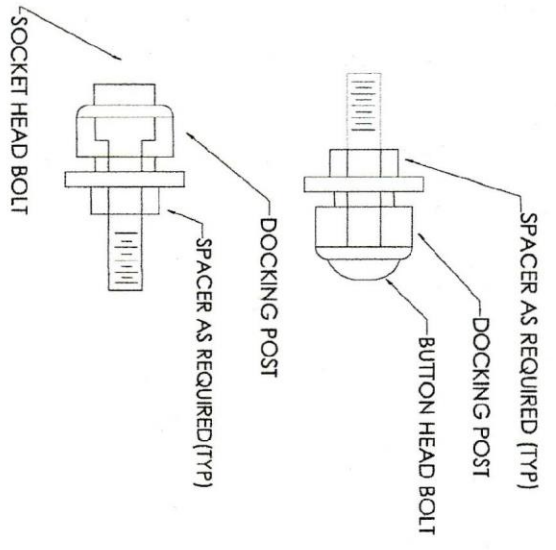 SPACER AS REQUIRED (TYP)
DOCKING POST
BUTTON HEAD BOLT
DOCKING POST
SPACER AS REQUIRED(TYP)
SOCKET HEAD BOLT